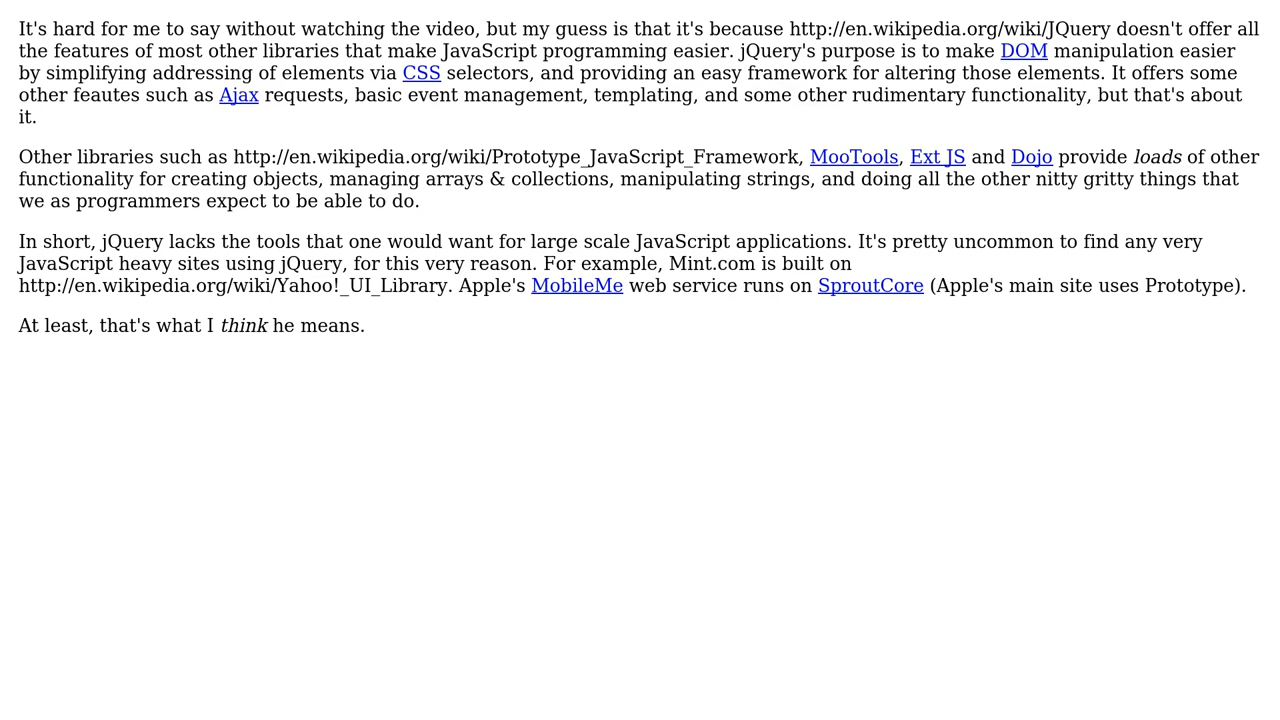 It's hard for me to say without watching the video, but my guess is that it's because http://en.wikipedia.org/wiki/JQuery doesn't offer all
the features of most other libraries that make JavaScript programming easier. jQuery's purpose is to make DOM manipulation easier
by simplifying addressing of elements via CSS selectors, and providing an easy framework for altering those elements. It offers some
other feautes such as Ajax requests, basic event management, templating, and some other rudimentary functionality, but that's about
it.
Other libraries such as http://en.wikipedia.org/wiki/Prototype_JavaScript_Framework, MooTools, Ext JS and Dojo provide loads of other
functionality for creating objects, managing arrays & collections, manipulating strings, and doing all the other nitty gritty things that
we as programmers expect to be able to do.
In short, jQuery lacks the tools that one would want for large scale JavaScript applications. It's pretty uncommon to find any very
JavaScript heavy sites using jQuery, for this very reason. For example, Mint.com is built on
http://en.wikipedia.org/wiki/Yahoo!_UI_Library. Apple's MobileMe web service runs on SproutCore (Apple's main site uses Prototype).
At least, that's what I think he means.